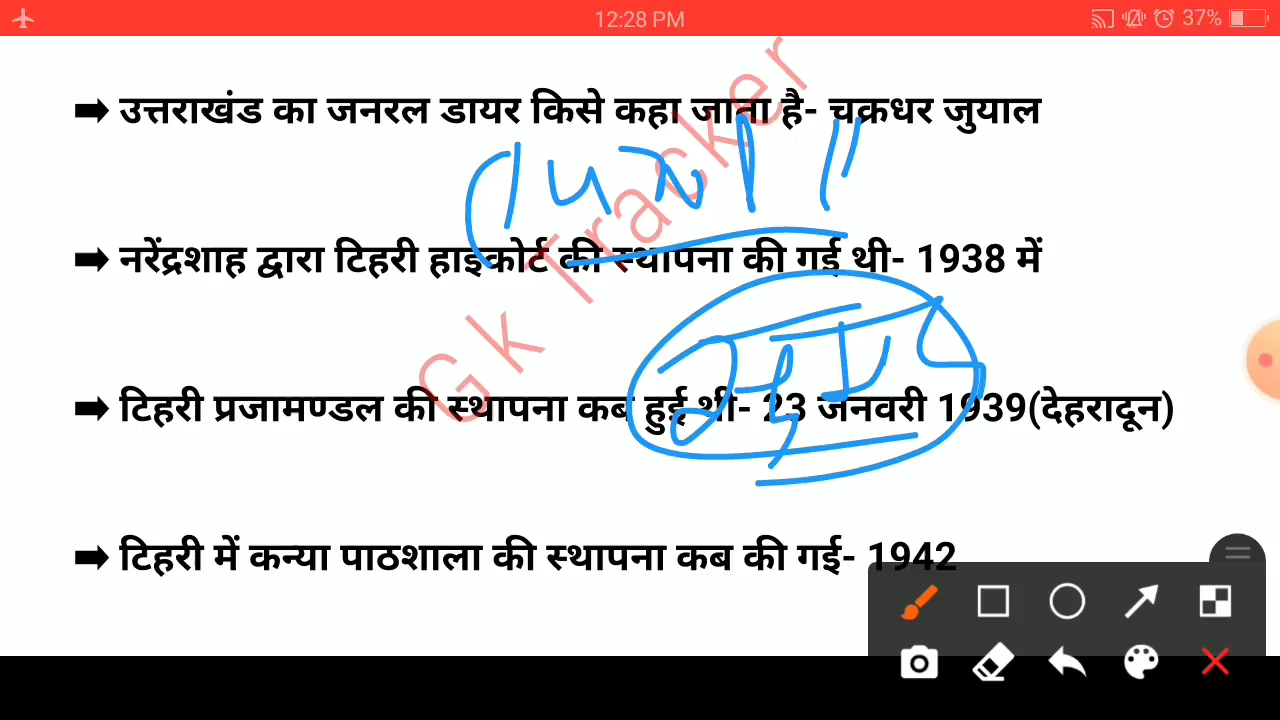 12:28 PM
37%
➡ उत्तराखंड का जनरल डायर किसे कहा जाता है- चक्रधर जुयाल
➡ नरेंद्रशाह द्वारा टिहरी हाइकोर्ट की स्थापना की गई थी- 1938 में
➡ टिहरी प्रजामण्डल की स्थापना कब हुई थी- 23 जनवरी 1939(देहरादून)
➡ टिहरी में कन्या पाठशाला की स्थापना कब की गई- 1942
Gk Tracker